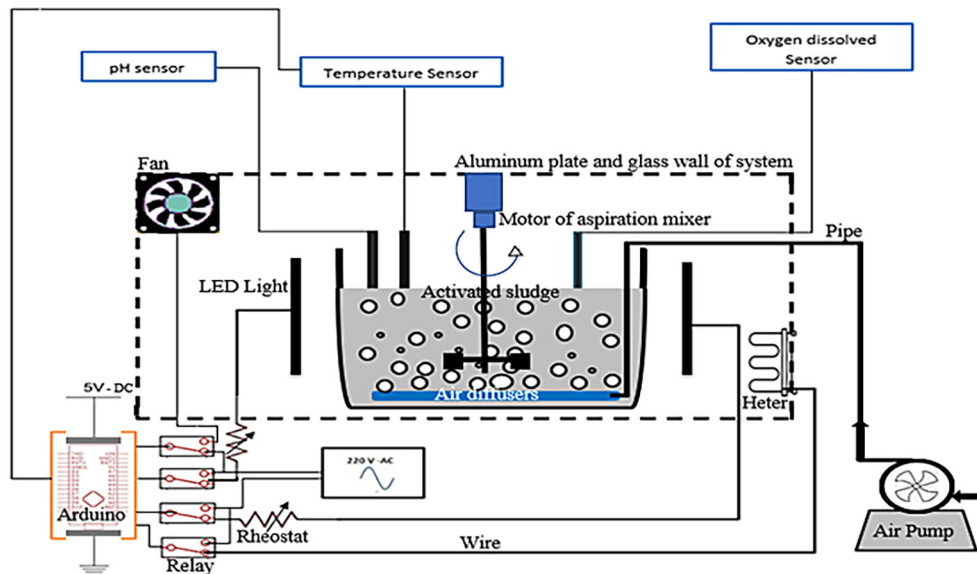 Oxygen dissolved
Sensor
pH sensor
Temperature Sensor
Fan
Aluminum plate and glass wall of system
Motor of aspiration mixer
Pipe
LED Light
Activated sludge
Air diffusers
Heter
5V - DC
220 V -AC
Arduino
Rheostat
Air Pump
Wire
Relay